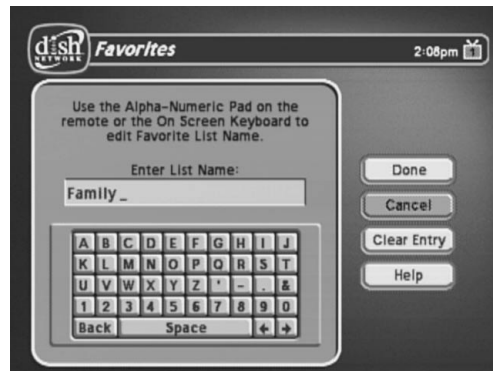 dish
NETWORK
Favorites
2:08pm 1
Use the Alpha-Numeric Pad on the
remote or the On Screen Keyboard to
edit Favorite List Name.
Enter List Name:
Family_
A B C D E F G H I J
K L M N O P Q R S T
U V W X Y Z ' - . &
1 2 3 4 5 6 7 8 9 0
Back Space ← →
Done
Cancel
Clear Entry
Help